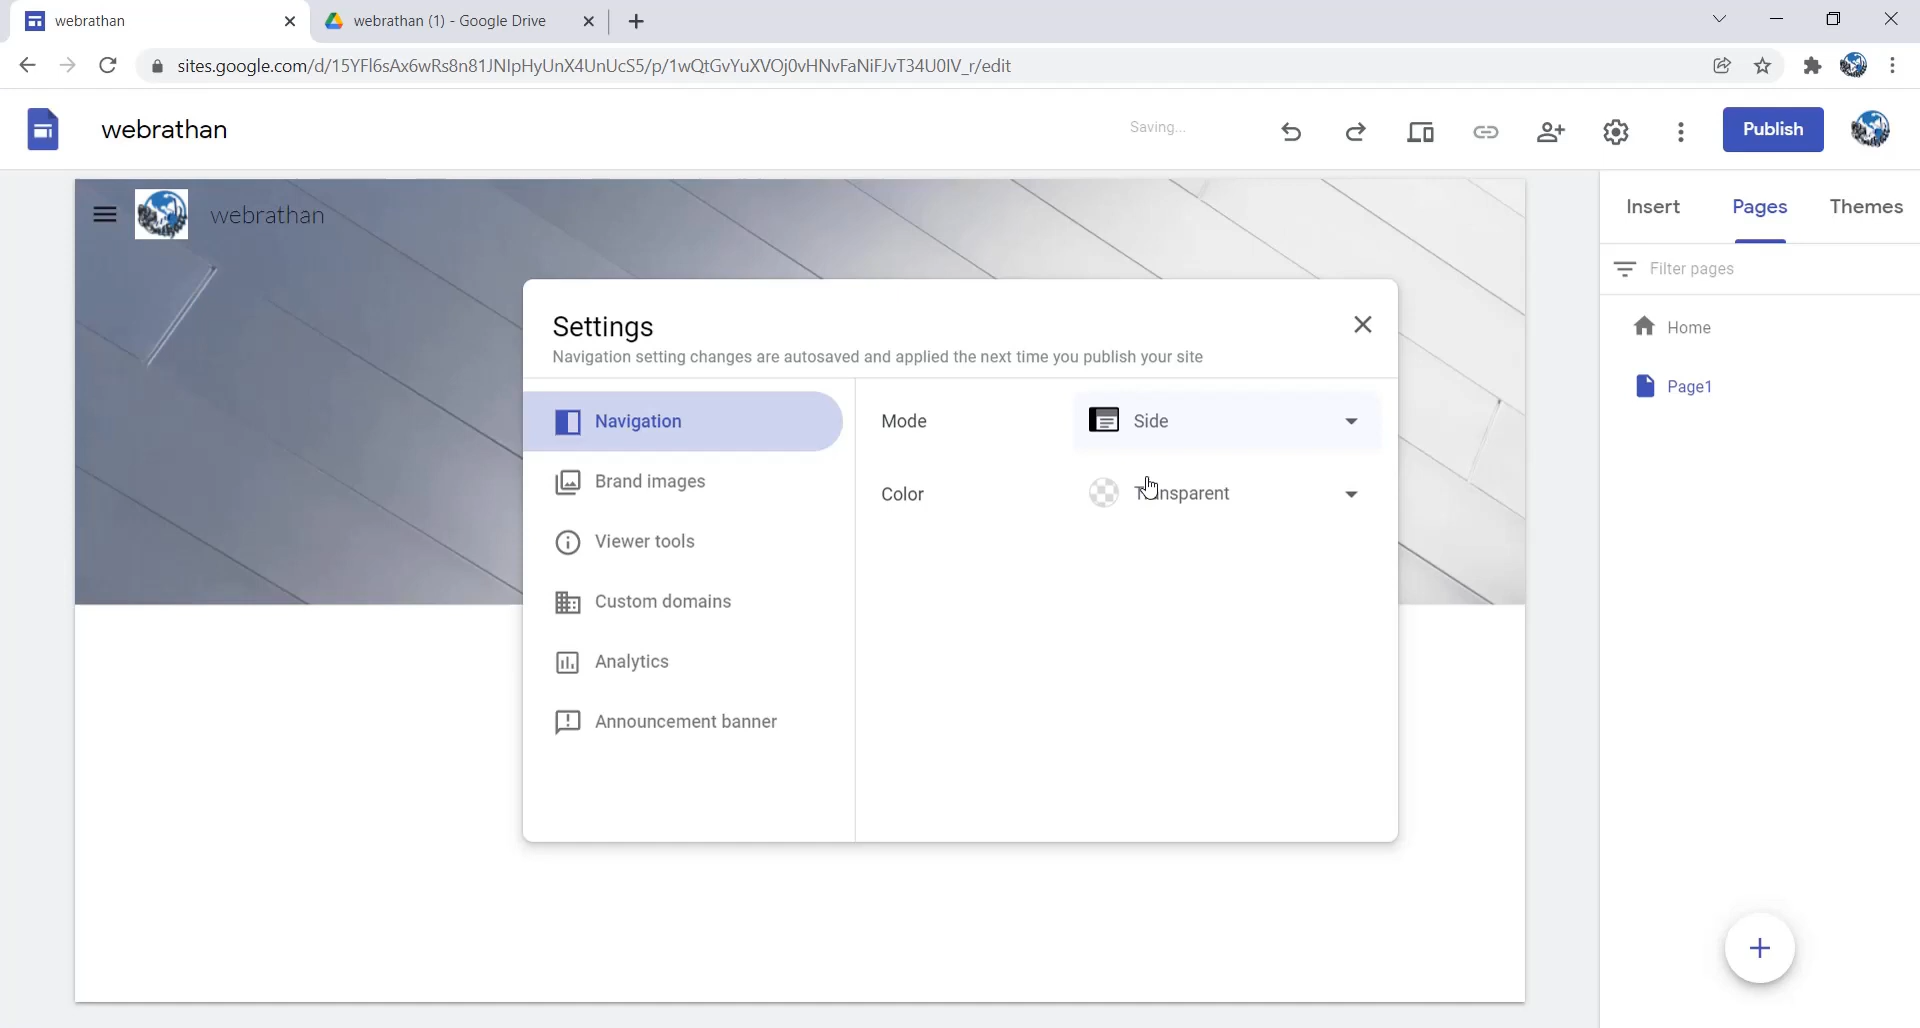 webrathan
webrathan (1) - Google Drive
sites.google.com/d/15YFl6sAx6wRs8n81JNIpHyUnX4UnUcS5/p/1wQtGvYuXVOj0vHNvFaNiFJvT34U0IV_r/edit
webrathan
Saving...
Publish
webrathan
Insert
Pages
Themes
Filter pages
Home
Page1
Settings
Navigation setting changes are autosaved and applied the next time you publish your site
Navigation
Brand images
Viewer tools
Custom domains
Analytics
Announcement banner
Mode
Side
Color
Transparent